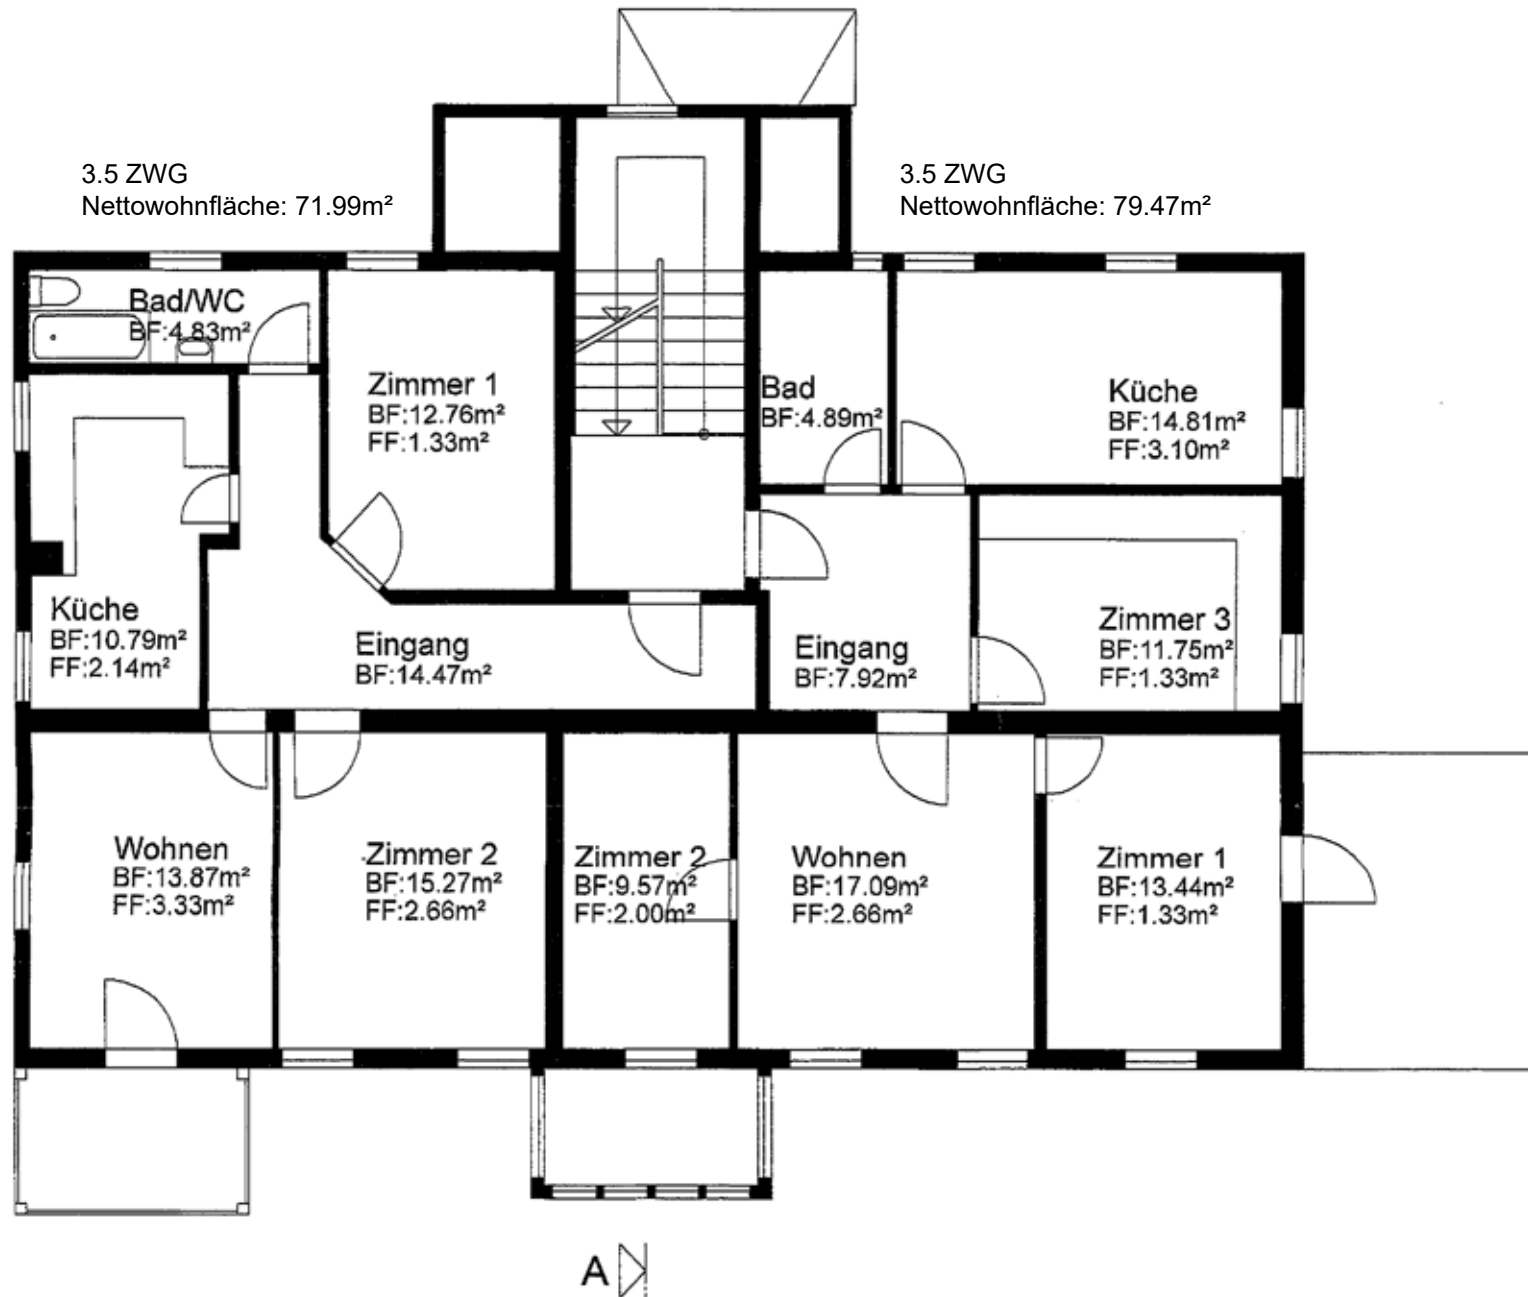 3.5 ZWG
Nettowohnfläche: 71.99m²
3.5 ZWG
Nettowohnfläche: 79.47m²
Bad/WC
BF:4.83m²
Zimmer 1
BF:12.76m²
FF:1.33m²
Bad
BF:4.89m²
Küche
BF:14.81m²
FF:3.10m²
Küche
BF:10.79m²
FF:2.14m²
Eingang
BF:14.47m²
Eingang
BF:7.92m²
Zimmer 3
BF:11.75m²
FF:1.33m²
Wohnen
BF:13.87m²
FF:3.33m²
Zimmer 2
BF:15.27m²
FF:2.66m²
Zimmer 2
BF:9.57m²
FF:2.00m²
Wohnen
BF:17.09m²
FF:2.66m²
Zimmer 1
BF:13.44m²
FF:1.33m²
A